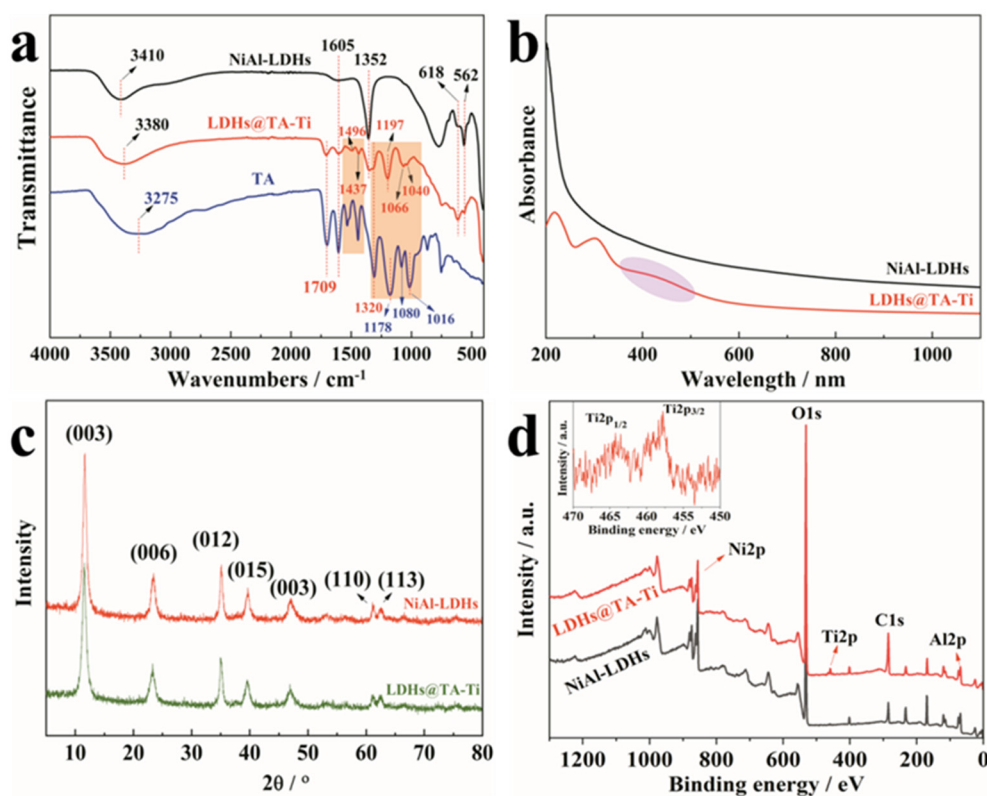 a
3410
NiAl-LDHs
1605
1352
618
562
3380
LDHs@TA-Ti
1496
1197
3275
TA
1437
1066
1040
1709
1320
1178
1080
1016
Transmittance
4000 3500 3000 2500 2000 1500 1000 500
Wavenumbers / cm-1
b
Absorbance
NiAl-LDHs
LDHs@TA-Ti
200 400 600 800 1000
Wavelength / nm
c
(003)
(006)
(012)
(015)
(003)
(110)
(113)
NiAl-LDHs
LDHs@TA-Ti
Intensity
10 20 30 40 50 60 70 80
2θ / °
d
Ti2p1/2
Ti2p3/2
Intensity / a.u.
470 465 460 455 450
Binding energy / eV
O1s
Ni2p
LDHs@TA-Ti
NiAl-LDHs
Ti2p
C1s
Al2p
Intensity / a.u.
1200 1000 800 600 400 200 0
Binding energy / eV